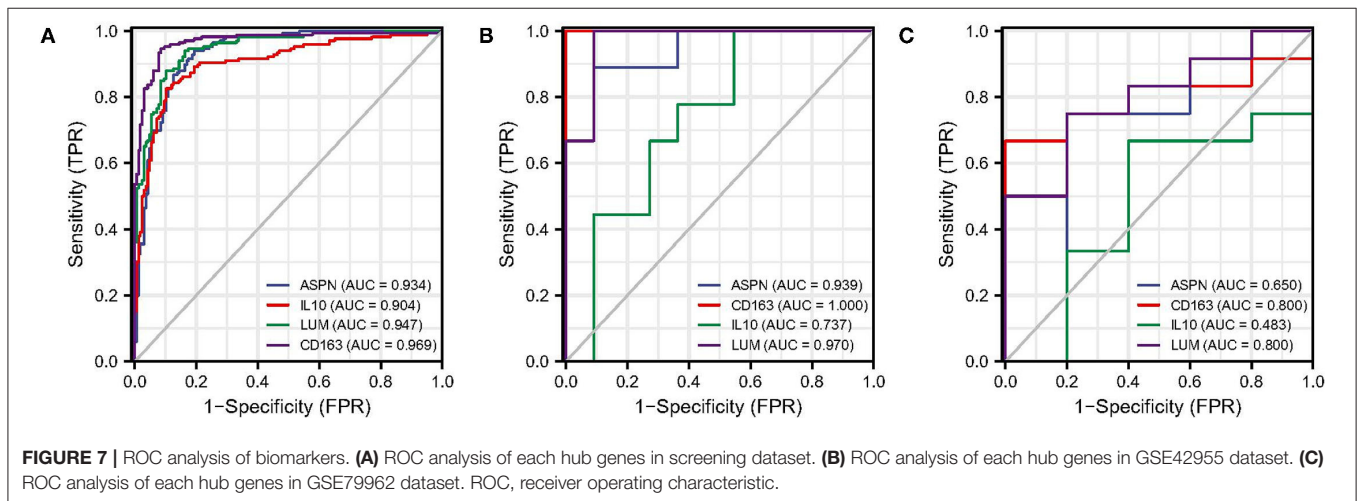 A
Sensitivity (TPR)
1.0
0.8
0.6
0.4
0.2
0.0
ASPN (AUC = 0.934)
IL10 (AUC = 0.904)
LUM (AUC = 0.947)
CD163 (AUC = 0.969)
0.0 0.2 0.4 0.6 0.8 1.0
1−Specificity (FPR)
B
Sensitivity (TPR)
1.0
0.8
0.6
0.4
0.2
0.0
ASPN (AUC = 0.939)
CD163 (AUC = 1.000)
IL10 (AUC = 0.737)
LUM (AUC = 0.970)
0.0 0.2 0.4 0.6 0.8 1.0
1−Specificity (FPR)
C
Sensitivity (TPR)
1.0
0.8
0.6
0.4
0.2
0.0
ASPN (AUC = 0.650)
CD163 (AUC = 0.800)
IL10 (AUC = 0.483)
LUM (AUC = 0.800)
0.0 0.2 0.4 0.6 0.8 1.0
1−Specificity (FPR)
FIGURE 7 | ROC analysis of biomarkers. (A) ROC analysis of each hub genes in screening dataset. (B) ROC analysis of each hub genes in GSE42955 dataset. (C)
ROC analysis of each hub genes in GSE79962 dataset. ROC, receiver operating characteristic.